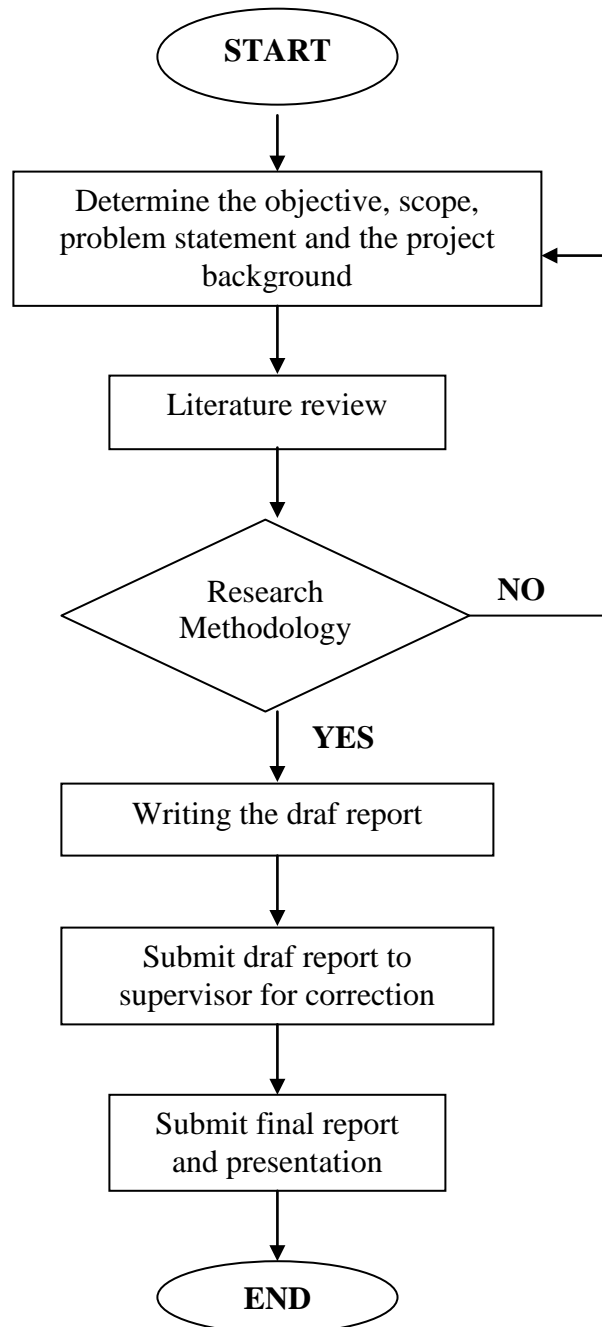 START
Determine the objective, scope,
problem statement and the project
background
Literature review
Research
Methodology
NO
YES
Writing the draf report
Submit draf report to
supervisor for correction
Submit final report
and presentation
END